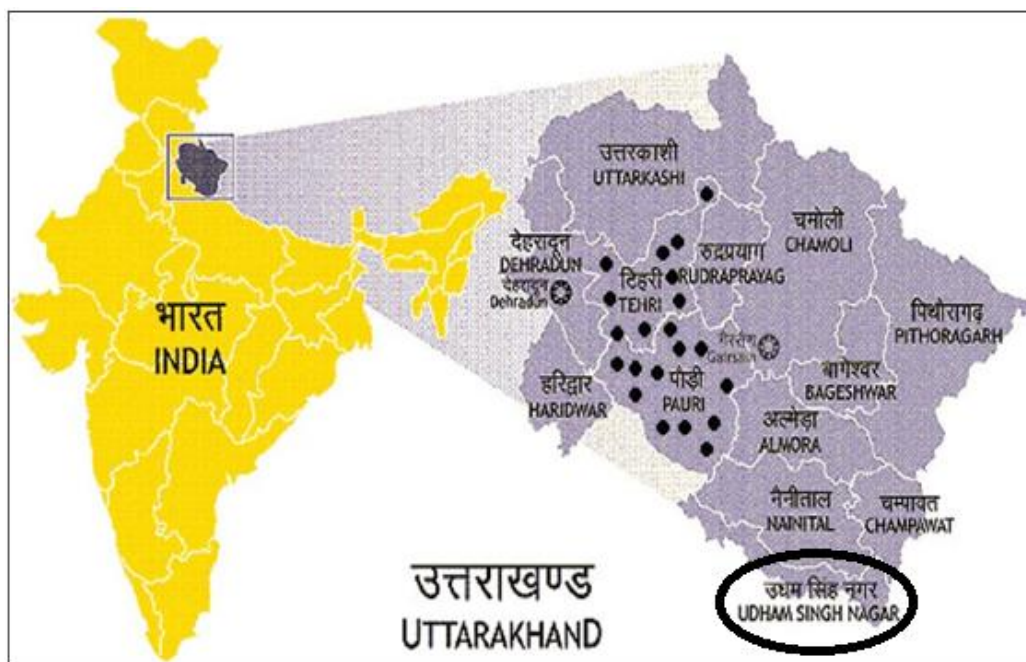 उत्तरकाशी
UTTARKASHI
चमोली
CHAMOLI
देहरादून
DEHRADUN
देहरादून
Dehradun
टिहरी
TEHRI
रुद्रप्रयाग
RUDRAPRAYAG
पिथौरागढ़
PITHORAGARH
भारत
INDIA
गैरसैंण
Gairsain
हरिद्वार
HARIDWAR
पौड़ी
PAURI
बागेश्वर
BAGESHWAR
अल्मोड़ा
ALMORA
नैनीताल
NAINITAL
चम्पावत
CHAMPAWAT
उत्तराखण्ड
UTTARAKHAND
उधम सिंह नगर
UDHAM SINGH NAGAR